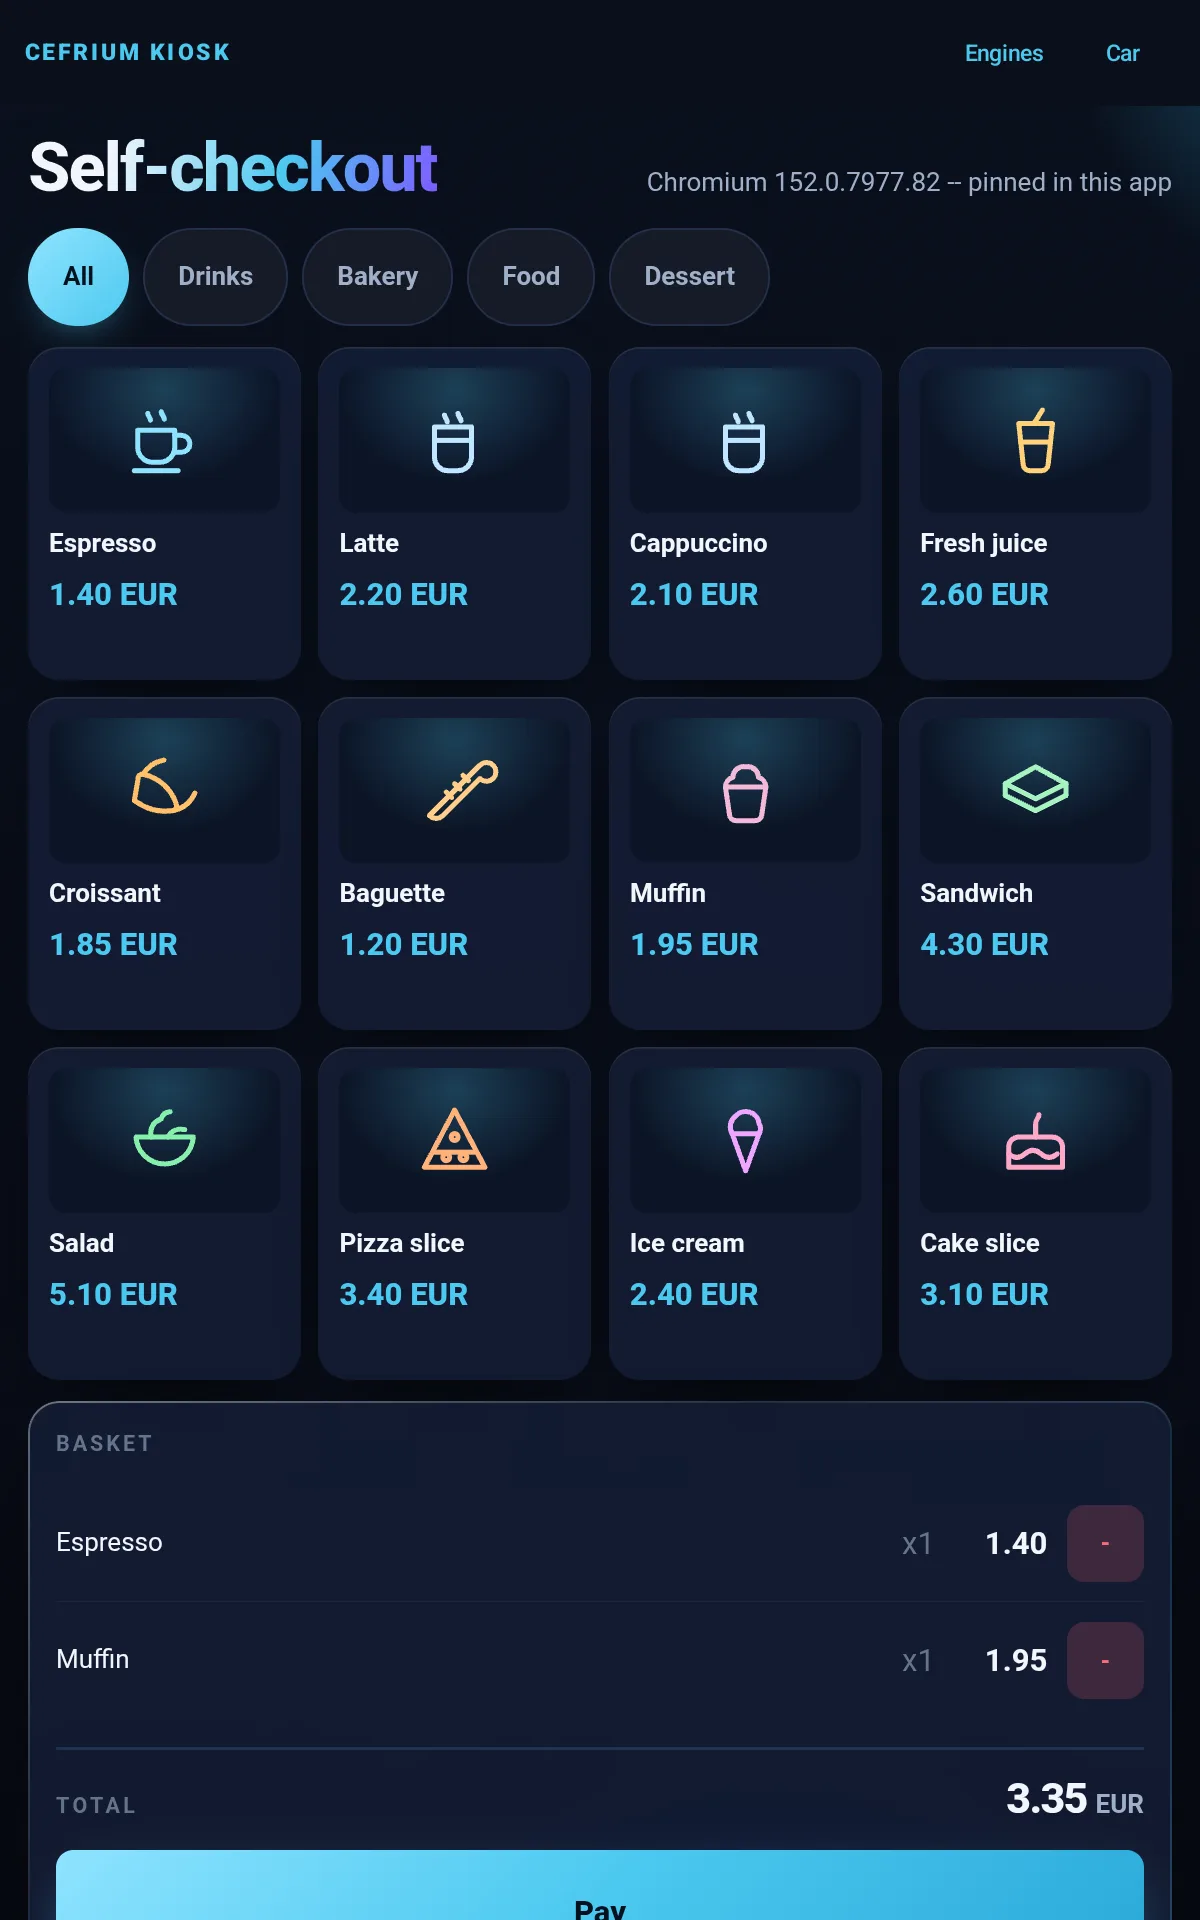 CEFRIUM KIOSK
Engines Car
Self-checkout
Chromium 152.0.7977.82 -- pinned in this app
All Drinks Bakery Food Dessert
Espresso Latte Cappuccino Fresh juice
1.40 EUR 2.20 EUR 2.10 EUR 2.60 EUR
Croissant Baguette Muffin Sandwich
1.85 EUR 1.20 EUR 1.95 EUR 4.30 EUR
Salad Pizza slice Ice cream Cake slice
5.10 EUR 3.40 EUR 2.40 EUR 3.10 EUR
BASKET
Espresso x1 1.40 -
Muffin x1 1.95 -
TOTAL 3.35 EUR
Pay